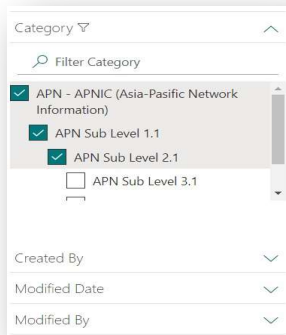 Category
Filter Category
APN - APNIC (Asia-Pasific Network
Information)
APN Sub Level 1.1
APN Sub Level 2.1
APN Sub Level 3.1
Created By
Modified Date
Modified By